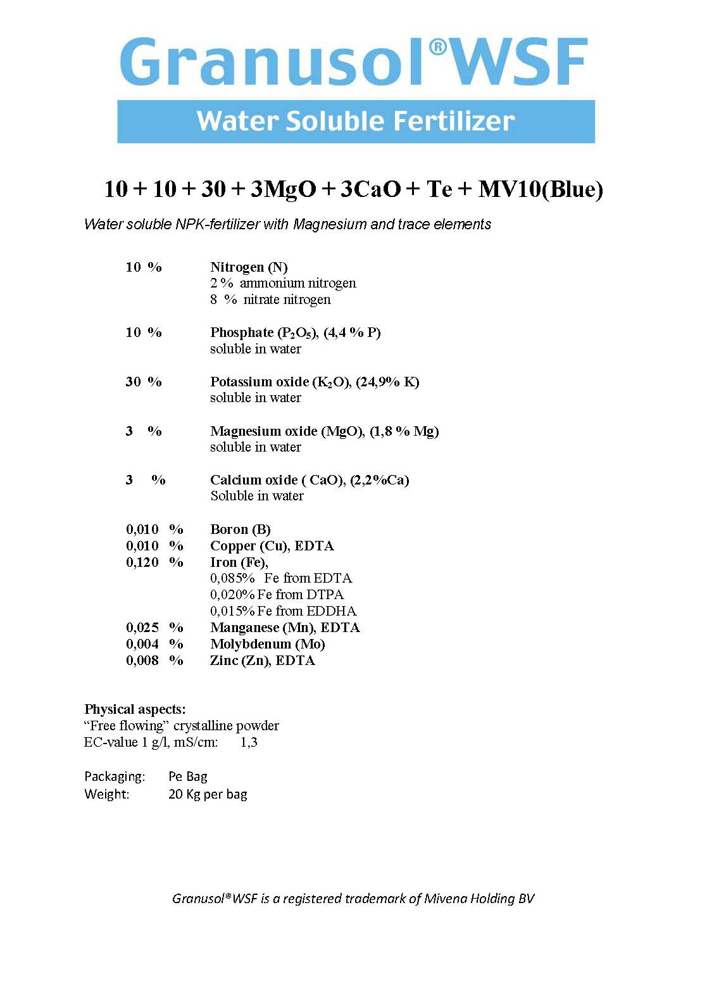 Granusol®WSF
Water Soluble Fertilizer
10 + 10 + 30 + 3MgO + 3CaO + Te + MV10(Blue)
Water soluble NPK-fertilizer with Magnesium and trace elements
10 % Nitrogen (N)
2 % ammonium nitrogen
8 % nitrate nitrogen
10 % Phosphate (P₂O₅), (4,4 % P)
soluble in water
30 % Potassium oxide (K₂O), (24,9% K)
soluble in water
3 % Magnesium oxide (MgO), (1,8 % Mg)
soluble in water
3 % Calcium oxide ( CaO), (2,2%Ca)
Soluble in water
0,010 % Boron (B)
0,010 % Copper (Cu), EDTA
0,120 % Iron (Fe),
0,085% Fe from EDTA
0,020% Fe from DTPA
0,015% Fe from EDDHA
0,025 % Manganese (Mn), EDTA
0,004 % Molybdenum (Mo)
0,008 % Zinc (Zn), EDTA
Physical aspects:
“Free flowing” crystalline powder
EC-value 1 g/l, mS/cm: 1,3
Packaging: Pe Bag
Weight: 20 Kg per bag
Granusol®WSF is a registered trademark of Mivena Holding BV